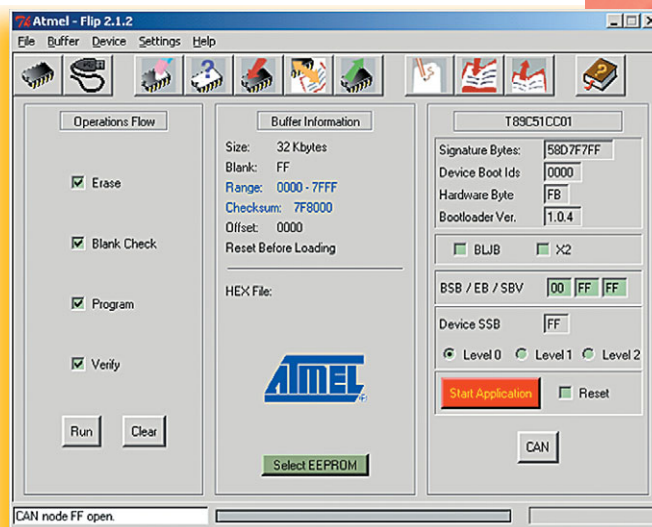 Atmel - Flip 2.1.2
File Buffer Device Settings Help
Operations Flow
Erase
Blank Check
Program
Verify
Run Clear
Buffer Information
Size: 32 Kbytes
Blank: FF
Range: 0000 - 7FFF
Checksum: 7F8000
Offset: 0000
Reset Before Loading
HEX File:
ATMEL
Select EEPROM
T89C51CC01
Signature Bytes: 58D7F7FF
Device Boot Ids 0000
Hardware Byte FB
Bootloader Ver. 1.0.4
BLJB X2
BSB / EB / SBV 00 FF FF
Device SSB FF
Level 0 Level 1 Level 2
Start Application Reset
CAN
CAN node FF open.